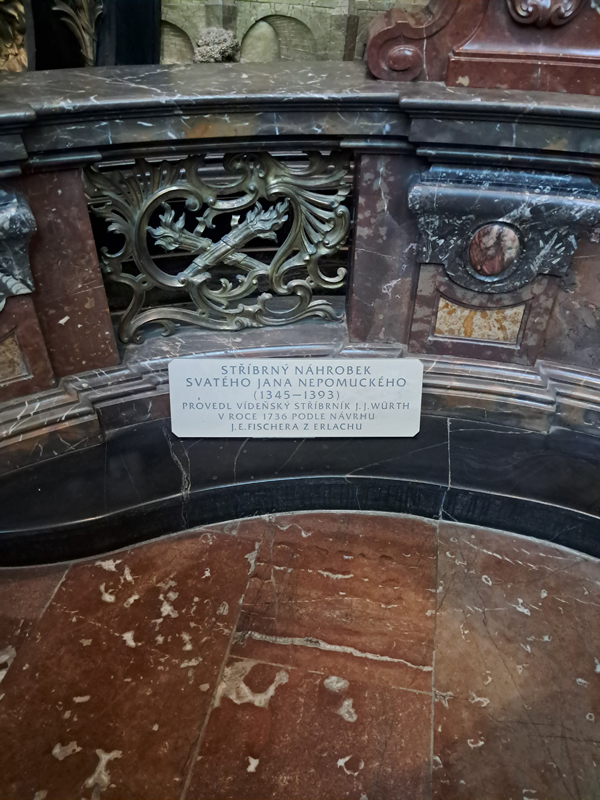 STŘÍBRNÝ NÁHROBEK
SVATÉHO JANA NEPOMUCKÉHO
(1345—1393)
PROVEDL VÍDEŇSKÝ STŘÍBRNÍK J.J.WÜRTH
V ROCE 1736 PODLE NÁVRHU
J.E.FISCHERA Z ERLACHU